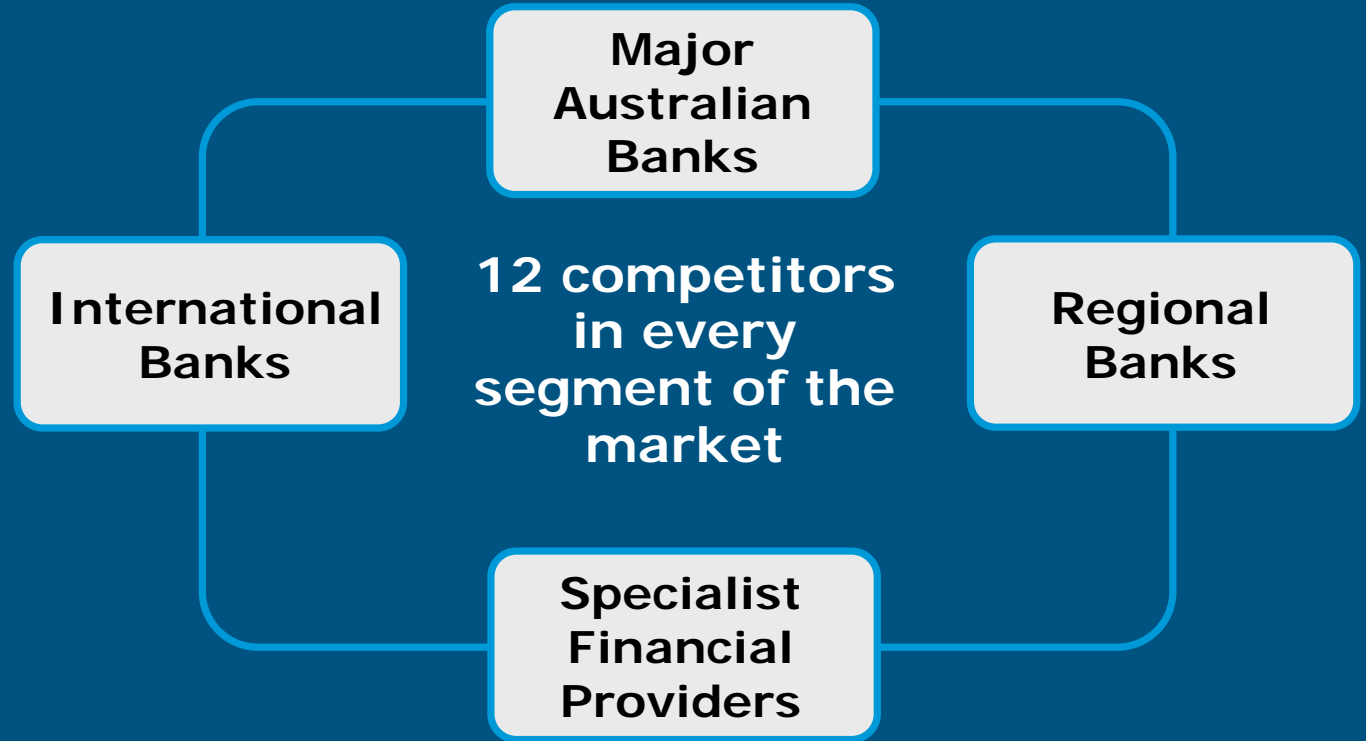 Major
Australian
Banks
International
Banks
12 competitors
in every
segment of the
market
Regional
Banks
Specialist
Financial
Providers